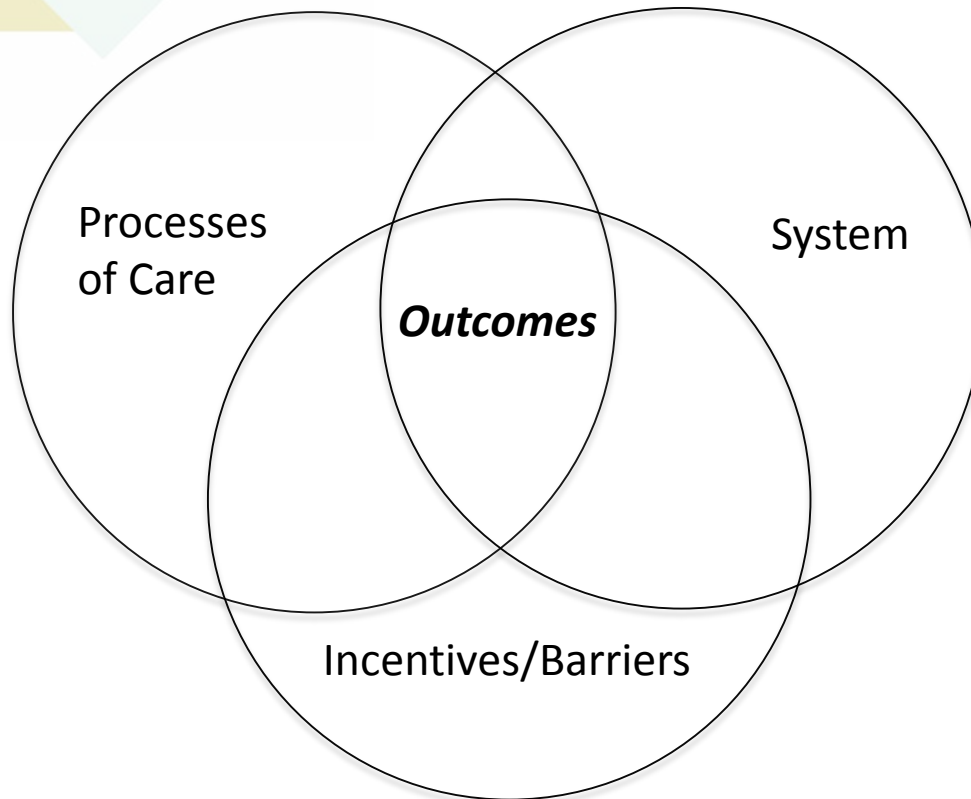 Processes
of Care
System
Outcomes
Incentives/Barriers